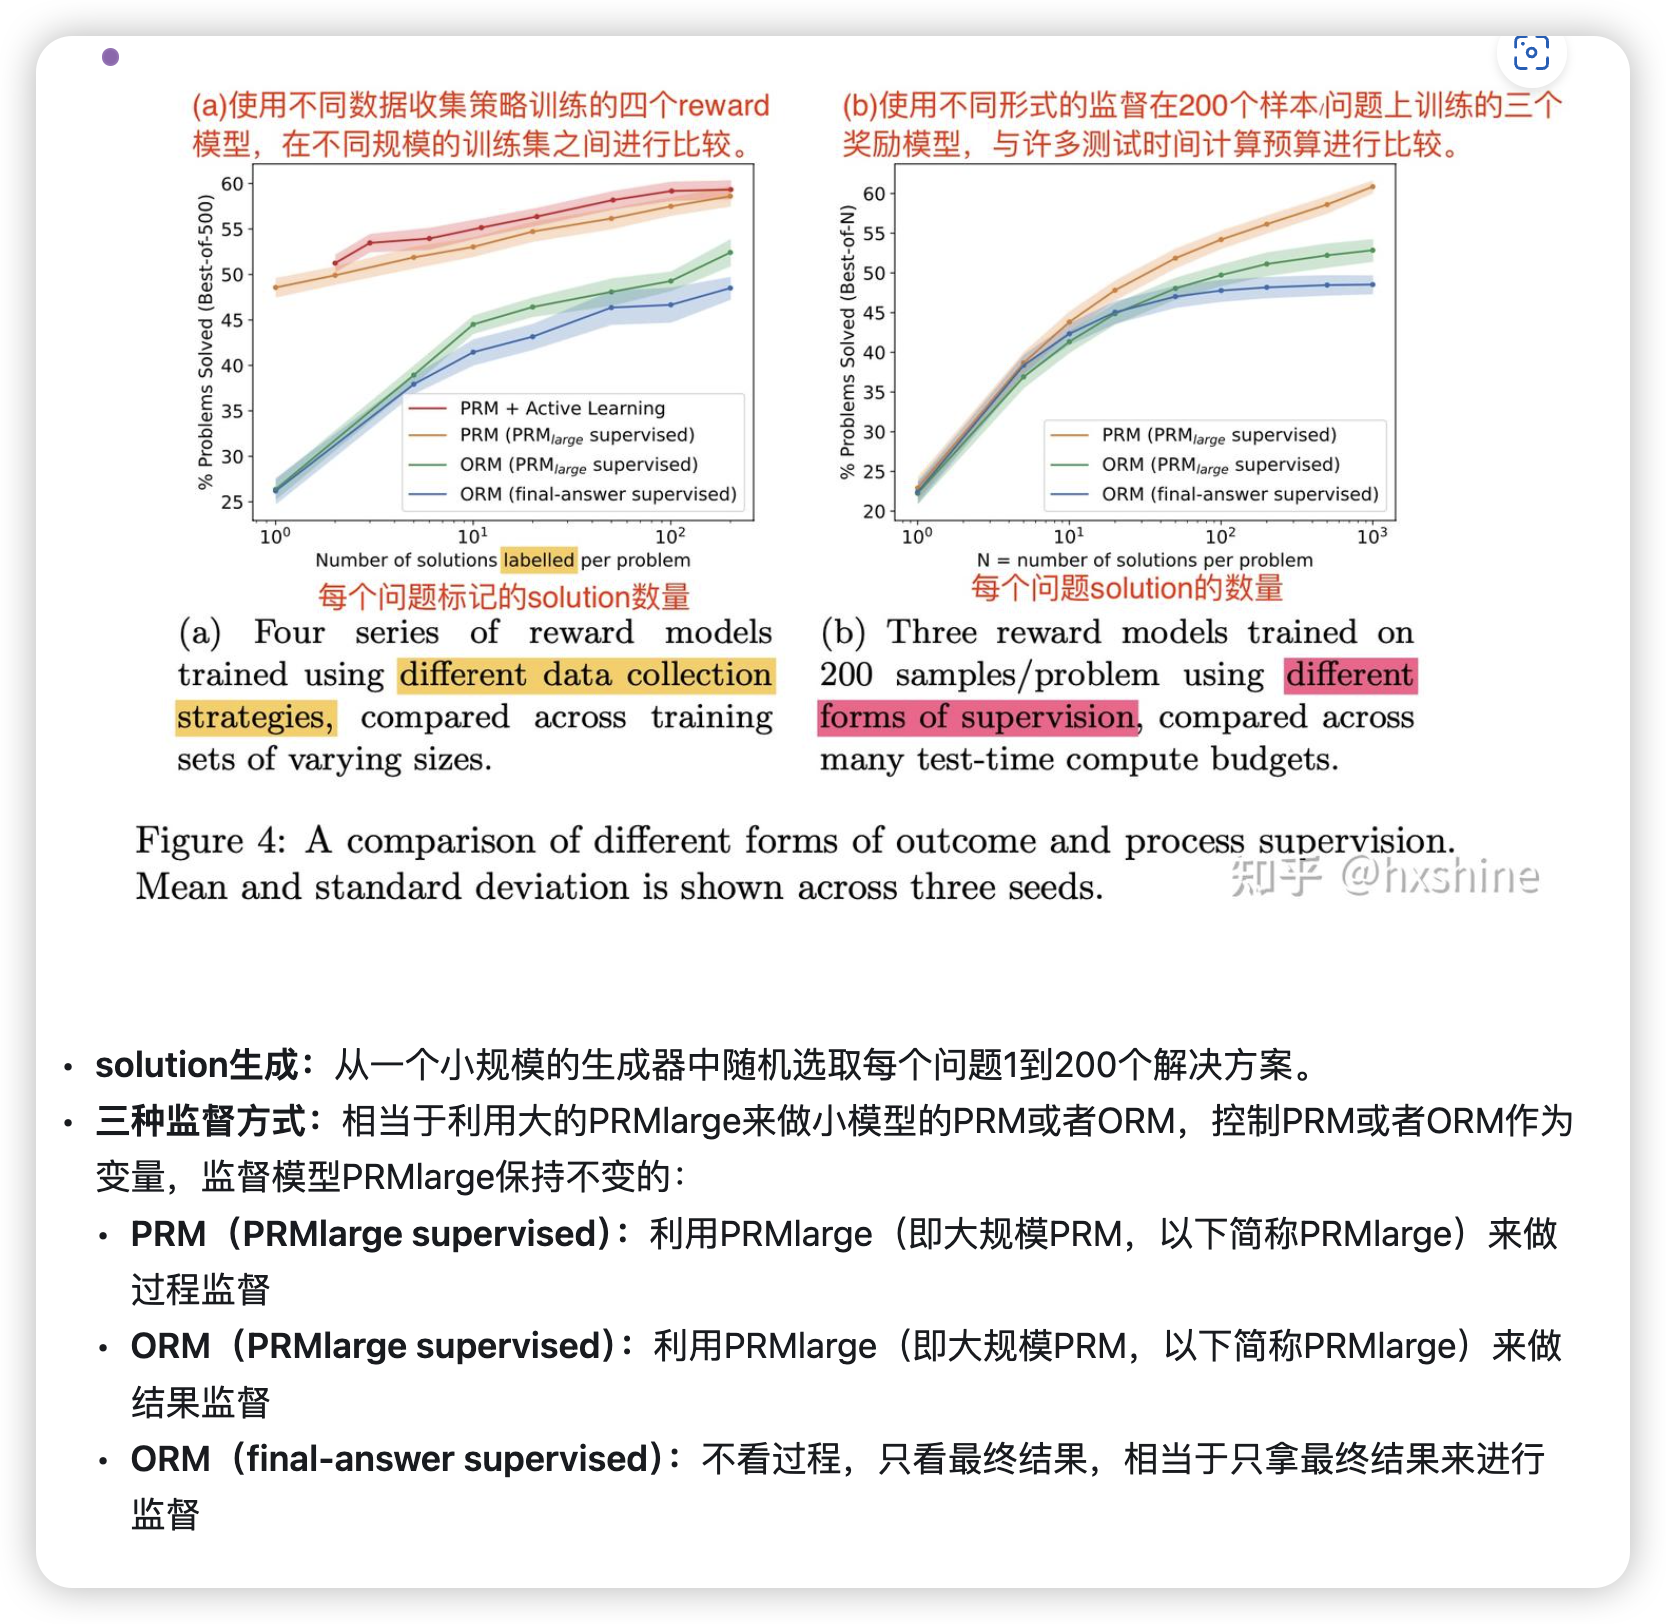 (a)使用不同数据收集策略训练的四个reward
模型，在不同规模的训练集之间进行比较。
(b)使用不同形式的监督在200个样本/问题上训练的三个
奖励模型，与许多测试时间计算预算进行比较。
% Problems Solved (Best-of-500)
60
55
50
45
40
35
30
25
PRM + Active Learning
PRM (PRMlarge supervised)
ORM (PRMlarge supervised)
ORM (final-answer supervised)
10⁰
10¹
10²
Number of solutions labelled per problem
每个问题标记的solution数量
% Problems Solved (Best-of-N)
60
55
50
45
40
35
30
25
20
PRM (PRMlarge supervised)
ORM (PRMlarge supervised)
ORM (final-answer supervised)
10⁰
10¹
10²
10³
N = number of solutions per problem
每个问题solution的数量
(a) Four series of reward models
trained using different data collection
strategies, compared across training
sets of varying sizes.
(b) Three reward models trained on
200 samples/problem using different
forms of supervision, compared across
many test-time compute budgets.
Figure 4: A comparison of different forms of outcome and process supervision.
Mean and standard deviation is shown across three seeds.
知乎 @hxshine
• solution生成：从一个小规模的生成器中随机选取每个问题1到200个解决方案。
• 三种监督方式：相当于利用大的PRMlarge来做小模型的PRM或者ORM，控制PRM或者ORM作为
变量，监督模型PRMlarge保持不变的：
• PRM（PRMlarge supervised）：利用PRMlarge（即大规模PRM，以下简称PRMlarge）来做
过程监督
• ORM（PRMlarge supervised）：利用PRMlarge（即大规模PRM，以下简称PRMlarge）来做
结果监督
• ORM（final-answer supervised）：不看过程，只看最终结果，相当于只拿最终结果来进行
监督